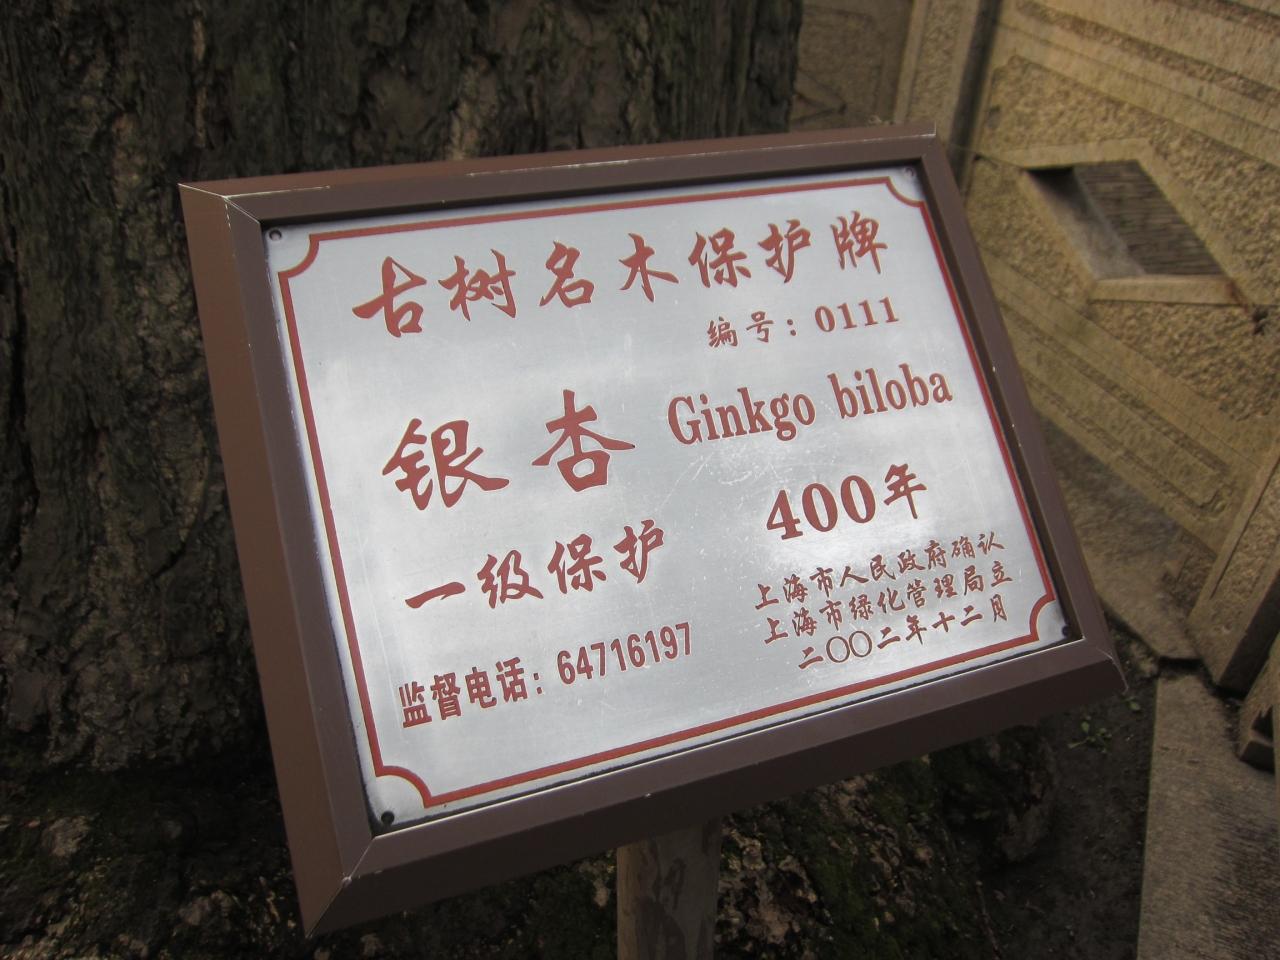 古树名木保护牌
编号：0111
银杏 Ginkgo biloba
一级保护 400年
上海市人民政府确认
上海市绿化管理局立
二〇〇二年十二月
监督电话：64716197